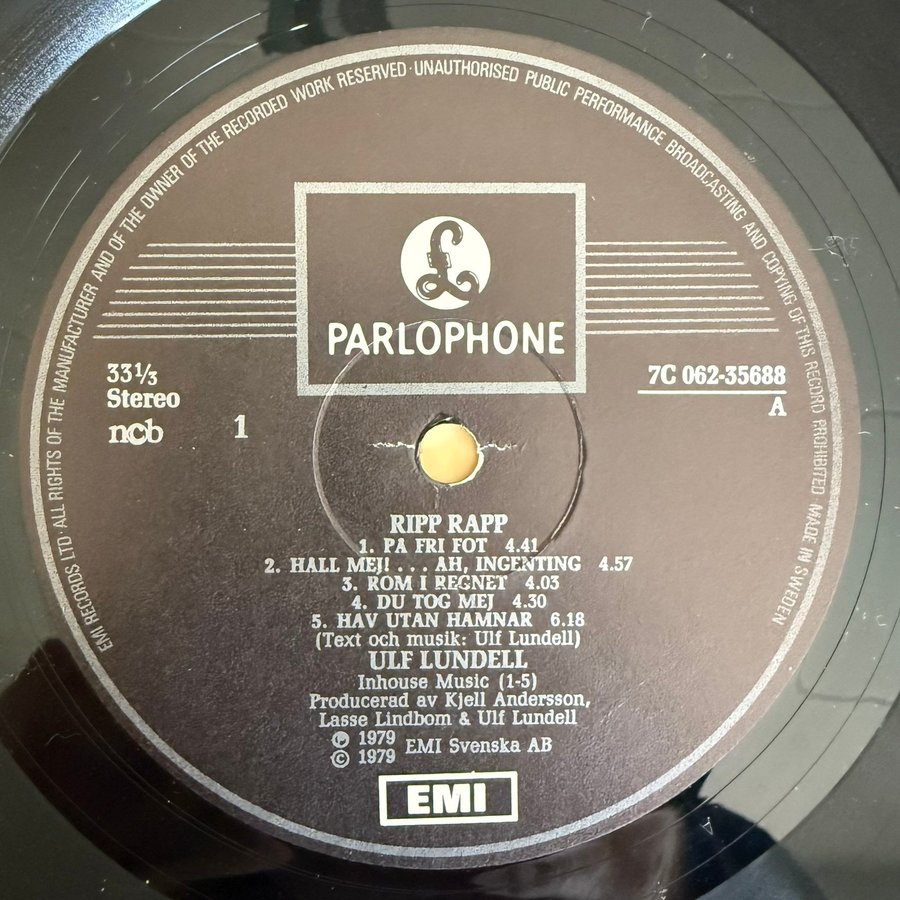 EMI RECORDS LTD · ALL RIGHTS OF THE MANUFACTURER AND OF THE OWNER OF THE RECORDED WORK RESERVED · UNAUTHORISED PUBLIC PERFORMANCE BROADCASTING AND COPYING OF THIS RECORD PROHIBITED · MADE IN SWEDEN
£
PARLOPHONE
33 1/3
Stereo
ncb
1
7C 062-35688
A
RIPP RAPP
1. PÅ FRI FOT 4.41
2. HALL MEJ! . . . AH, INGENTING 4.57
3. ROM I REGNET 4.03
4. DU TOG MEJ 4.30
5. HAV UTAN HAMNAR 6.18
(Text och musik: Ulf Lundell)
ULF LUNDELL
Inhouse Music (1-5)
Producerad av Kjell Andersson,
Lasse Lindbom & Ulf Lundell
℗ 1979
© 1979 EMI Svenska AB
EMI